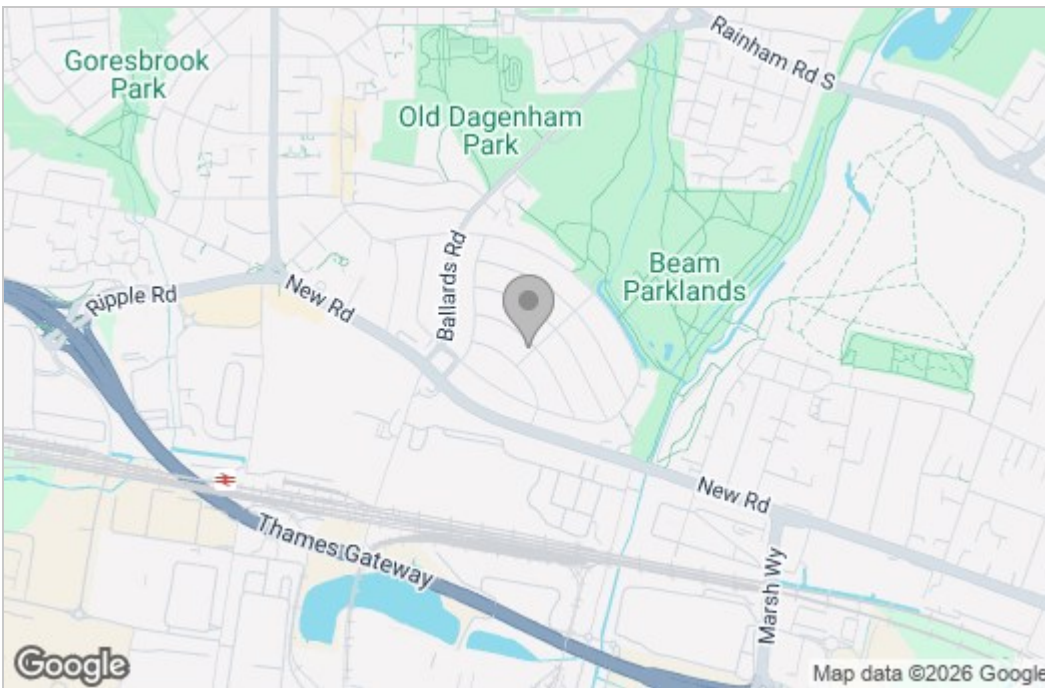 Rainham Rd S
Goresbrook
Park
Old Dagenham
Park
Ballards Rd
Beam
Parklands
Ripple Rd
New Rd
New Rd
Thames Gateway
Marsh Wy
Google
Map data ©2026 Google